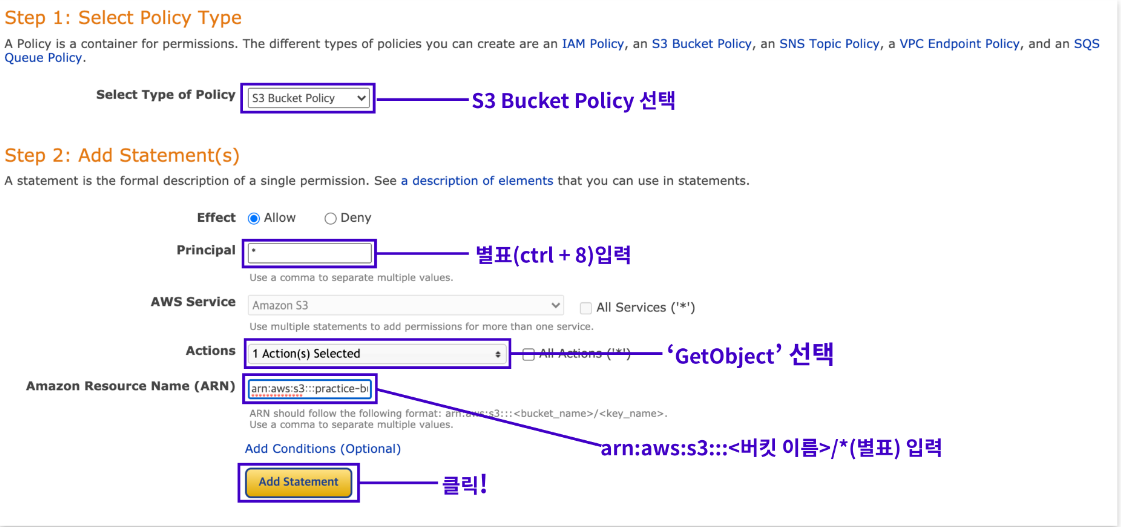 Step 1: Select Policy Type
A Policy is a container for permissions. The different types of policies you can create are an IAM Policy, an S3 Bucket Policy, an SNS Topic Policy, a VPC Endpoint Policy, and an SQS
Queue Policy.
Select Type of Policy S3 Bucket Policy S3 Bucket Policy 선택
Step 2: Add Statement(s)
A statement is the formal description of a single permission. See a description of elements that you can use in statements.
Effect Allow Deny
Principal * 별표(ctrl + 8)입력
Use a comma to separate multiple values.
AWS Service Amazon S3 All Services ('*')
Use multiple statements to add permissions for more than one service.
Actions 1 Action(s) Selected All Actions ('*') ‘GetObject’ 선택
Amazon Resource Name (ARN) arn:aws:s3:::practice-b
ARN should follow the following format: arn:aws:s3:::<bucket_name>/<key_name>.
Use a comma to separate multiple values.
Add Conditions (Optional) arn:aws:s3:::<버킷 이름>/*(별표) 입력
Add Statement 클릭!